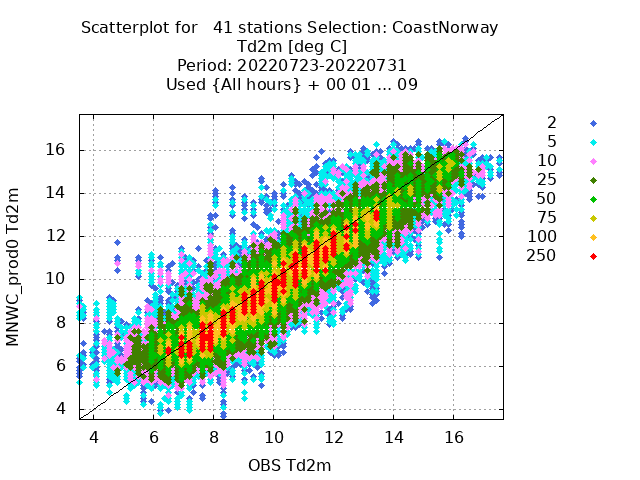 Scatterplot for   41 stations Selection: CoastNorway
Td2m [deg C]
Period: 20220723-20220731
Used {All hours} + 00 01 ... 09
2
5
10
25
50
75
100
250
MNWC_prod0 Td2m
16
14
12
10
8
6
4
4 6 8 10 12 14 16
OBS Td2m